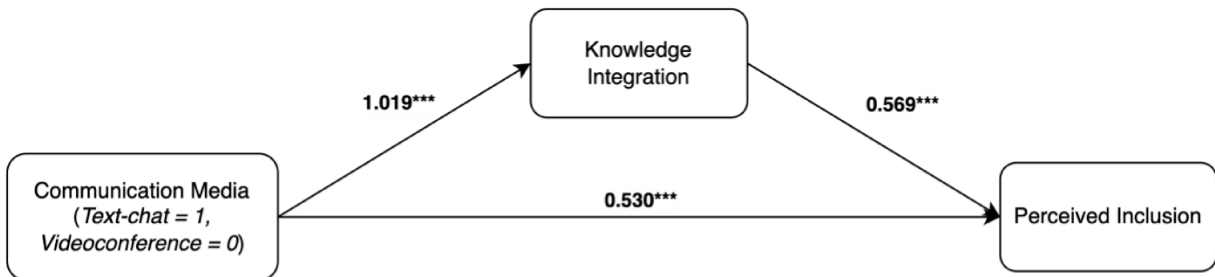 Knowledge
Integration
1.019***
0.569***
Communication Media
(Text-chat = 1,
Videoconference = 0)
0.530***
Perceived Inclusion